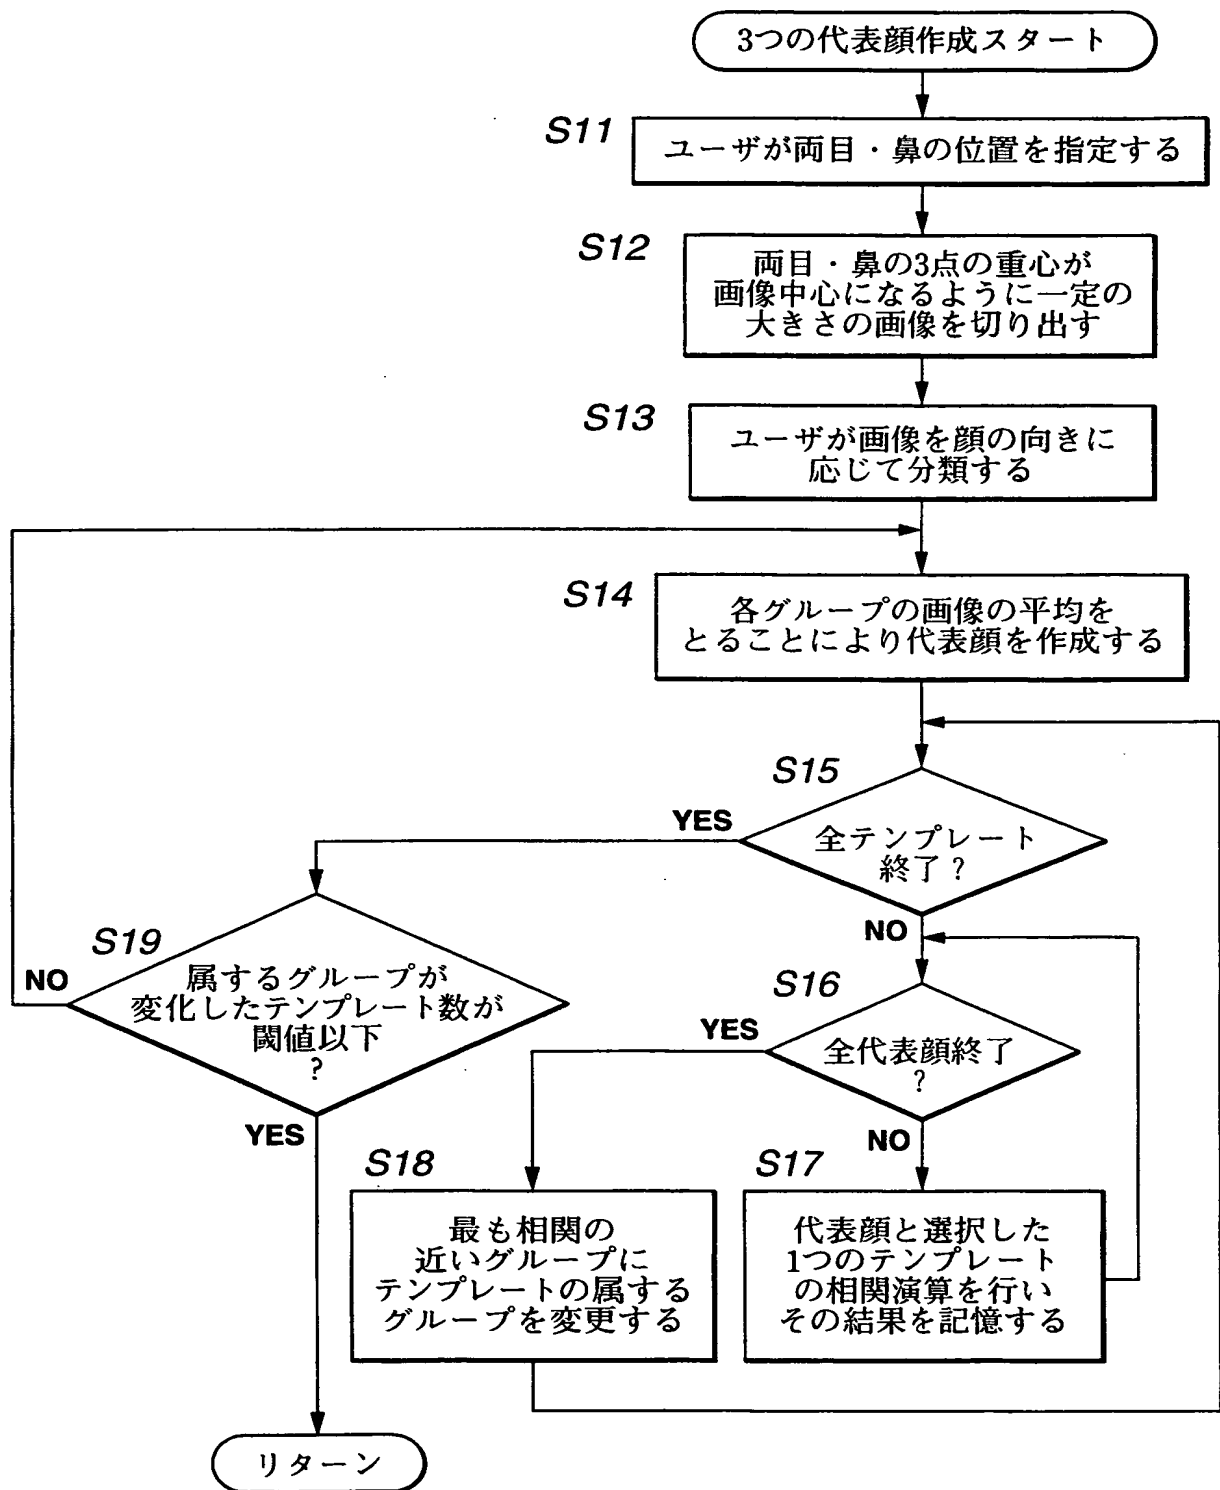 3つの代表顔作成スタート
S11
ユーザが両目・鼻の位置を指定する
S12
両目・鼻の3点の重心が
画像中心になるように一定の
大きさの画像を切り出す
S13
ユーザが画像を顔の向きに
応じて分類する
S14
各グループの画像の平均を
とることにより代表顔を作成する
S15
YES
全テンプレート
終了?
NO
S19
NO
属するグループが
変化したテンプレート数が
閾値以下
?
YES
S16
YES
全代表顔終了
?
NO
S18
最も相関の
近いグループに
テンプレートの属する
グループを変更する
S17
代表顔と選択した
1つのテンプレート
の相関演算を行い
その結果を記憶する
リターン